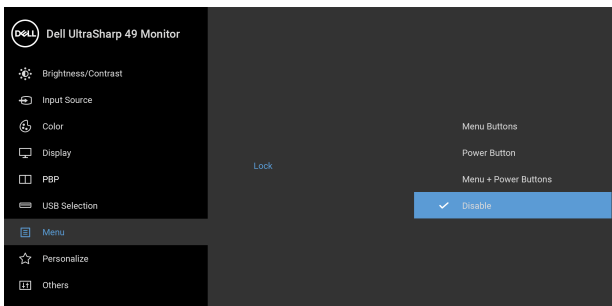 DELL Dell UltraSharp 49 Monitor
Brightness/Contrast
Input Source
Color
Display
PBP
USB Selection
Menu
Personalize
Others
Lock
Menu Buttons
Power Button
Menu + Power Buttons
Disable